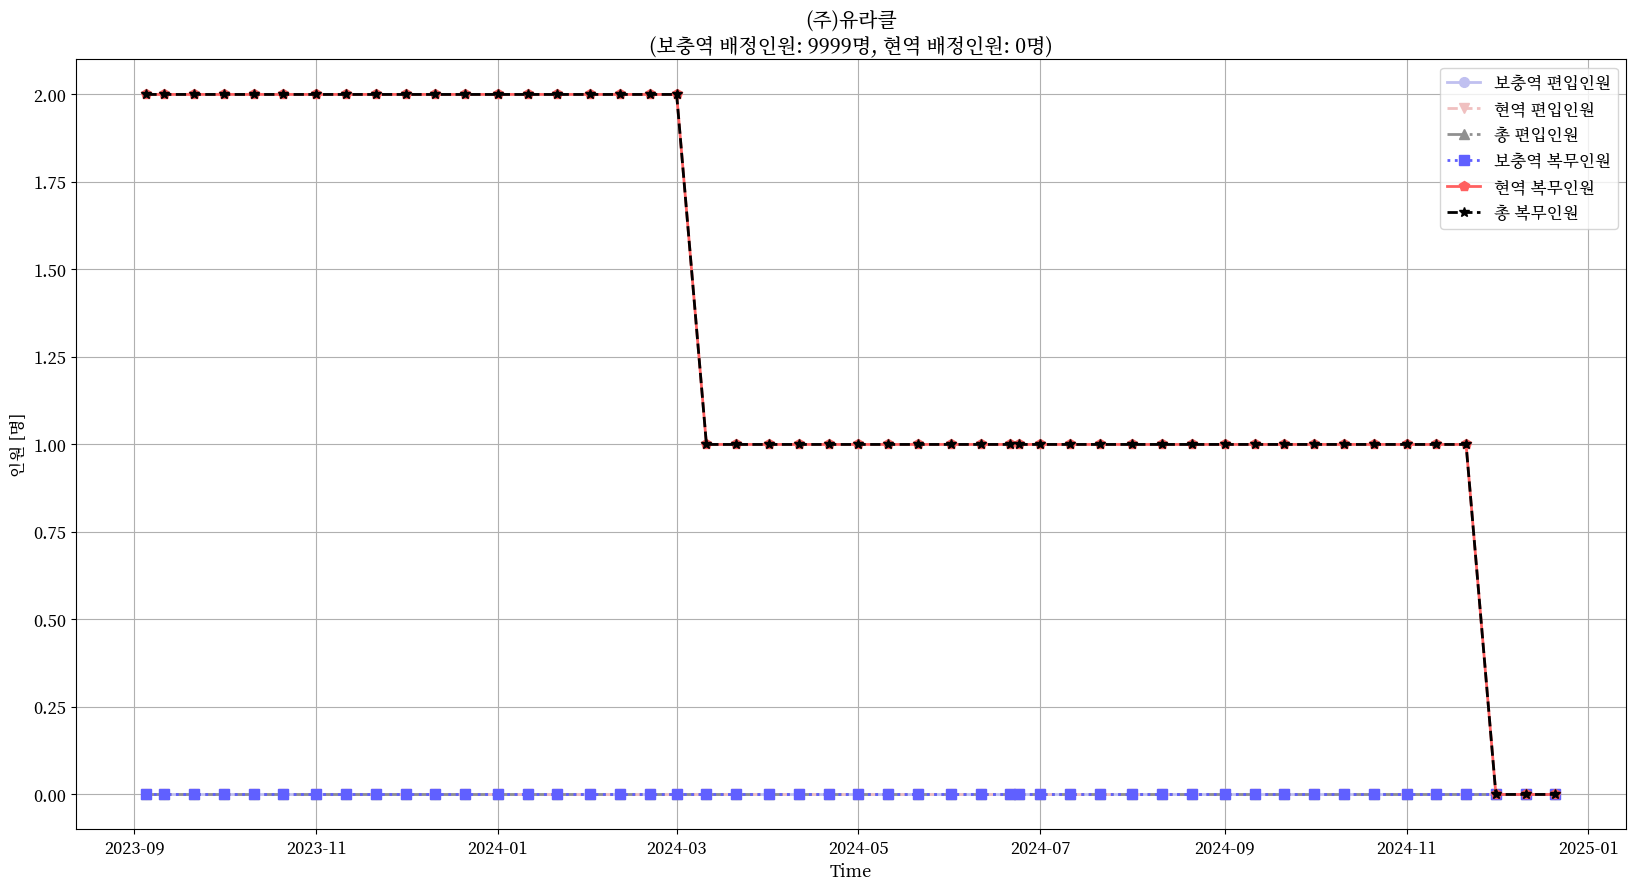 (주)유라클
(보충역 배정인원: 9999명, 현역 배정인원: 0명)
보충역 편입인원
현역 편입인원
총 편입인원
보충역 복무인원
현역 복무인원
총 복무인원
인원 [명]
2.00
1.75
1.50
1.25
1.00
0.75
0.50
0.25
0.00
2023-09 2023-11 2024-01 2024-03 2024-05 2024-07 2024-09 2024-11 2025-01
Time